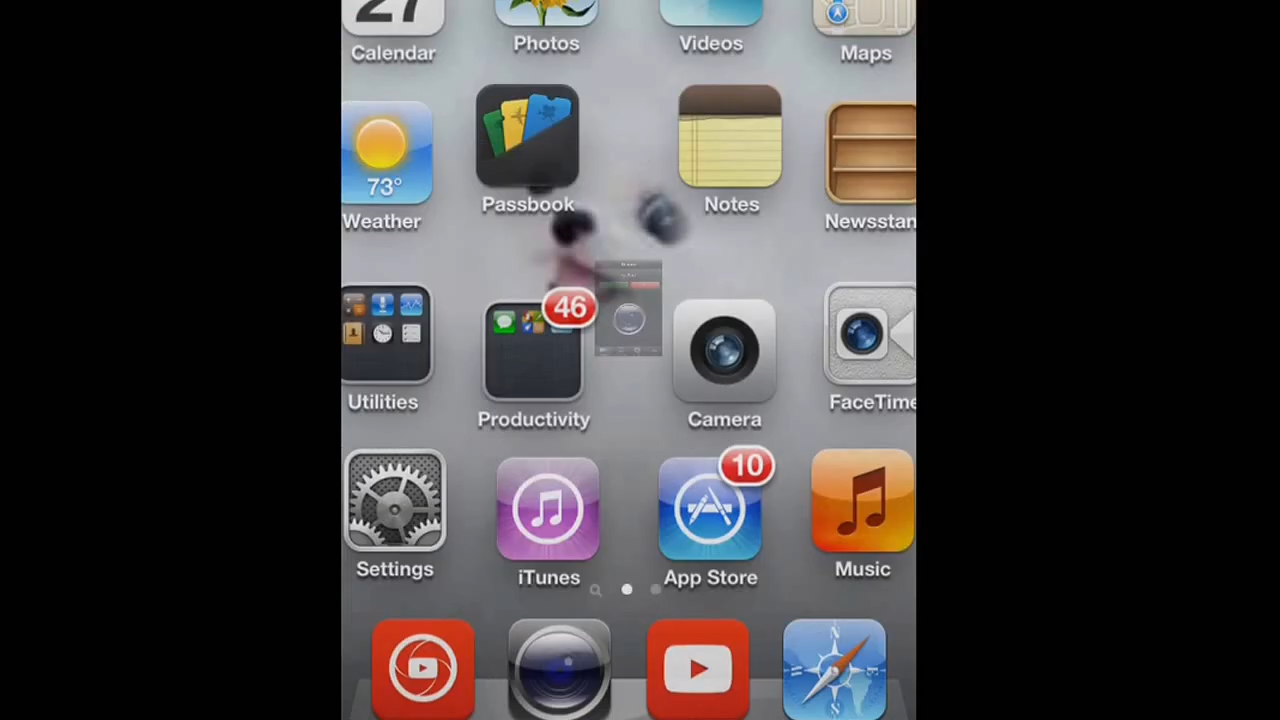 27
Calendar
Photos
Videos
Maps
73°
Weather
Passbook
Notes
Newsstan
46
Utilities
Productivity
Camera
FaceTime
10
Settings
iTunes
App Store
Music
N